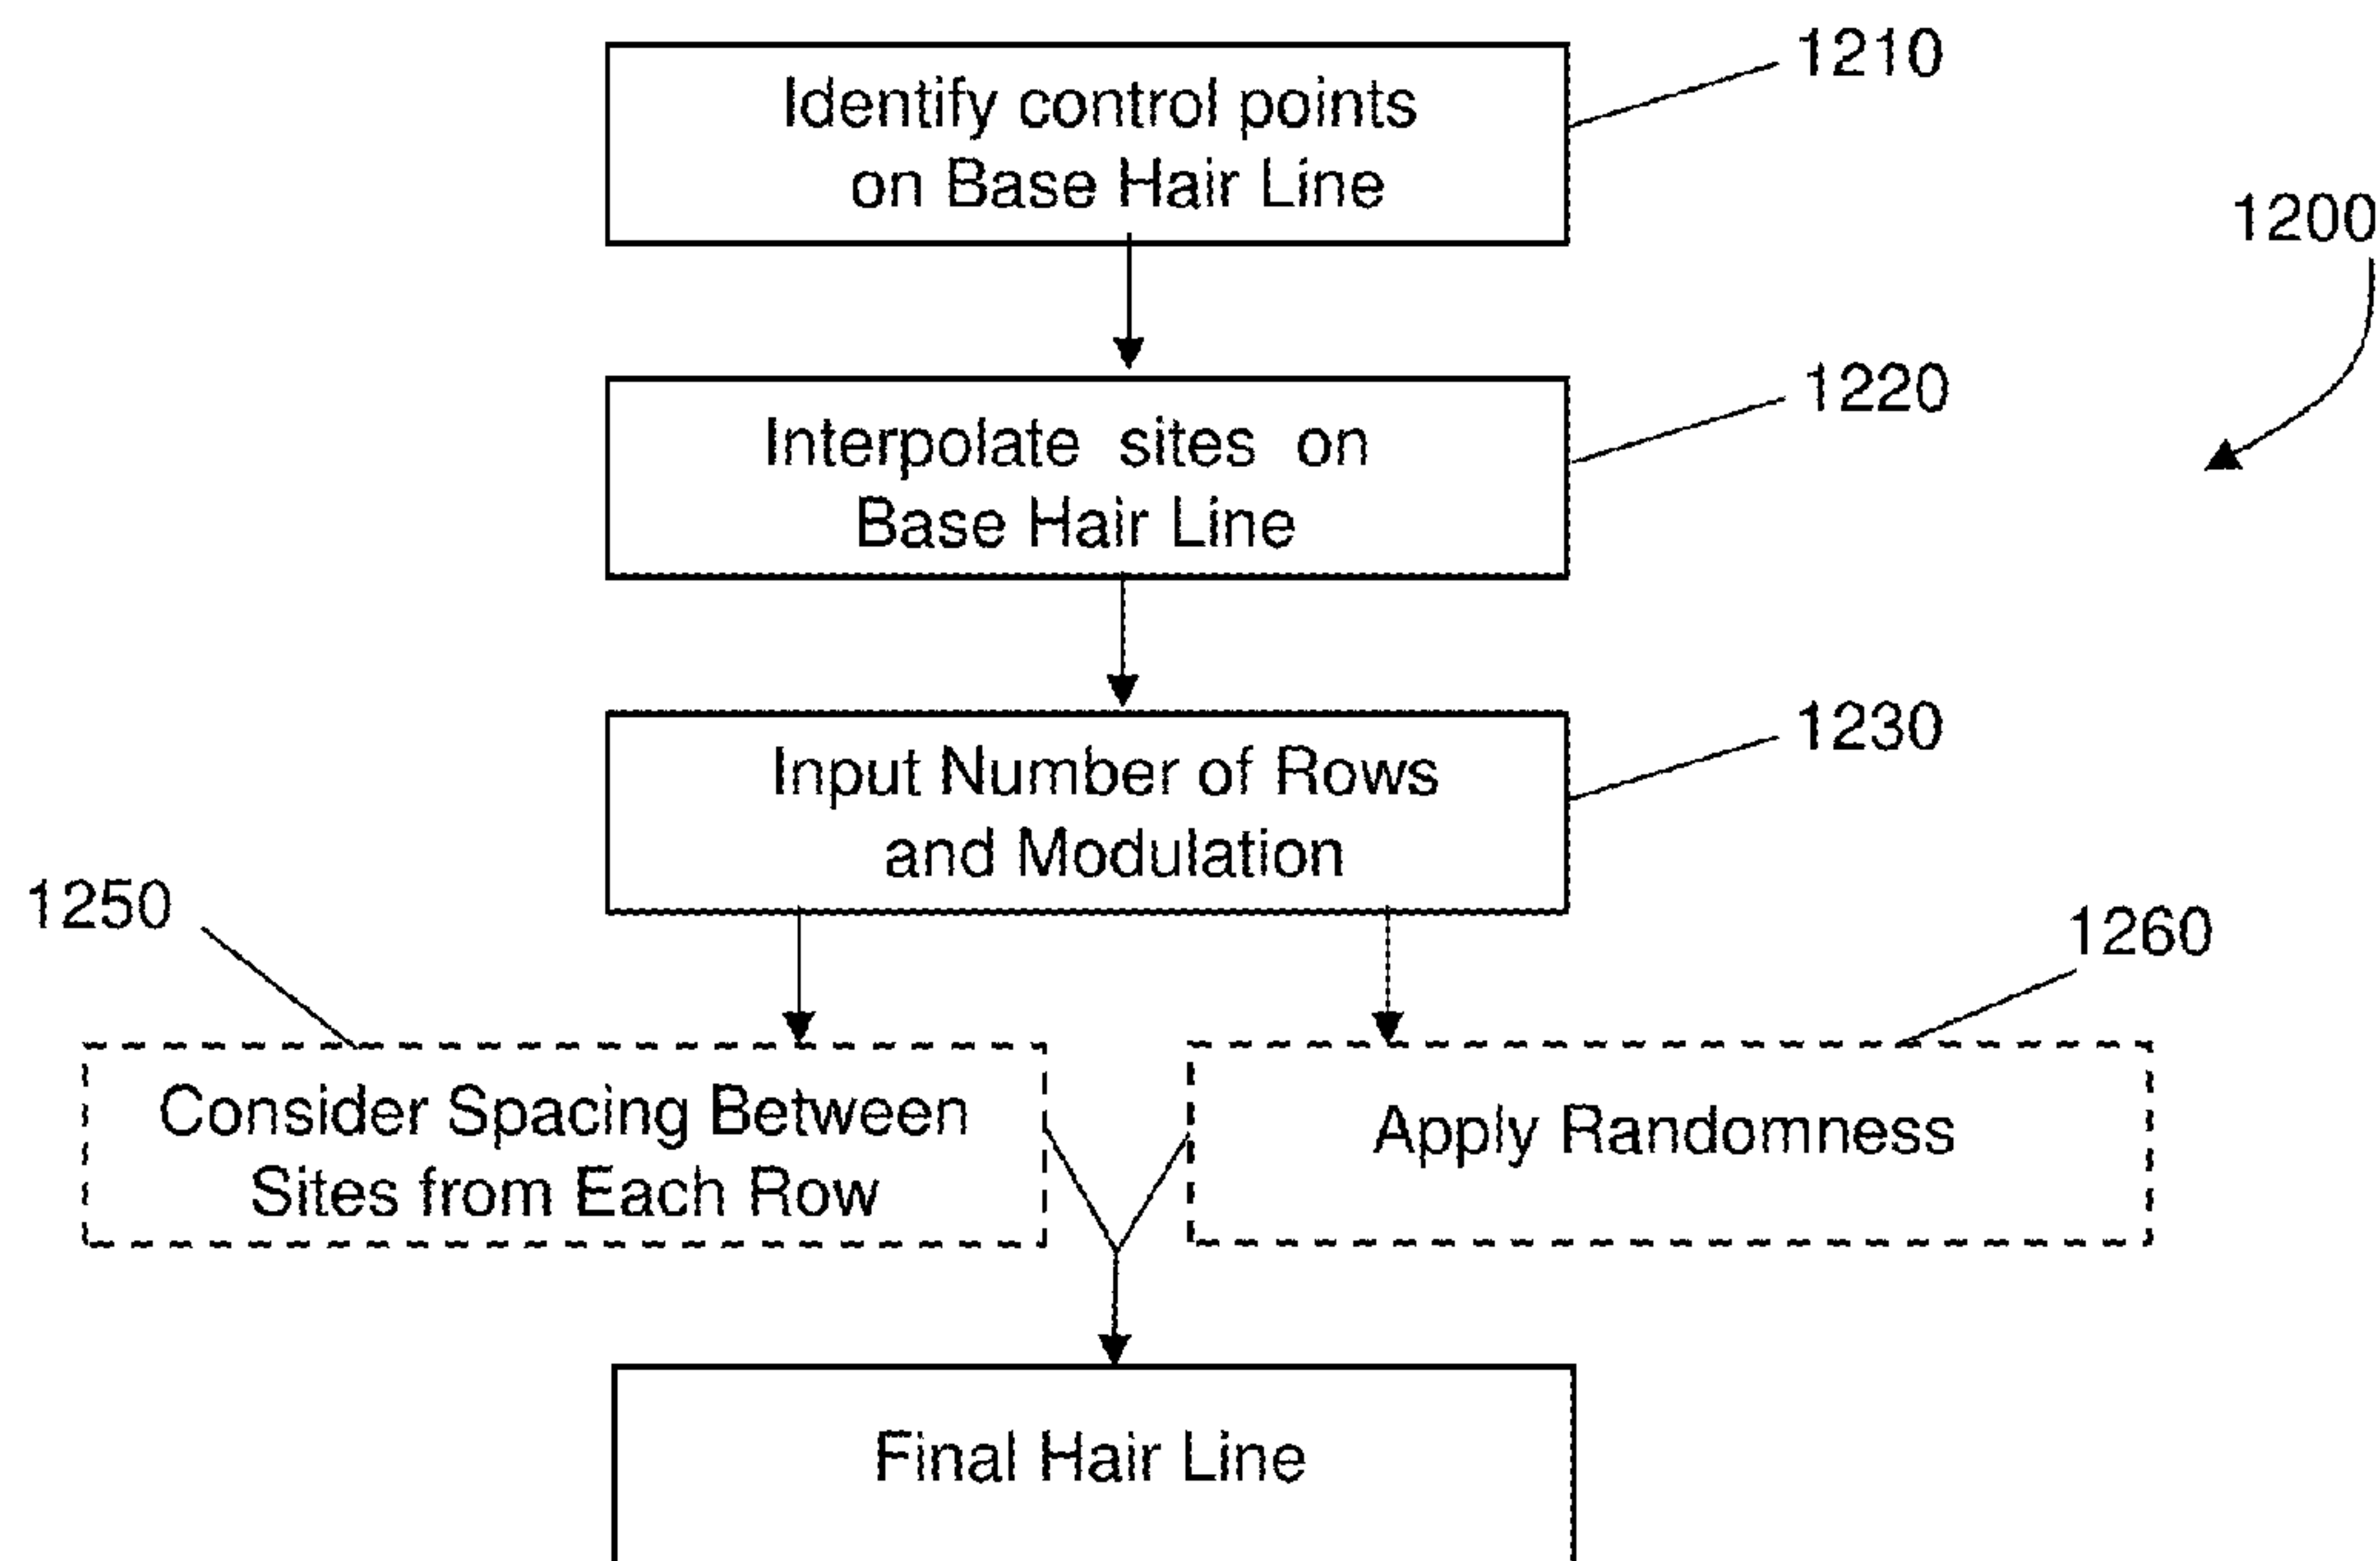 1210
Identify control points
on Base Hair Line
1200
1220
Interpolate sites on
Base Hair Line
1230
Input Number of Rows
and Modulation
1250
1260
Consider Spacing Between
Sites from Each Row
Apply Randomness
Final Hair Line